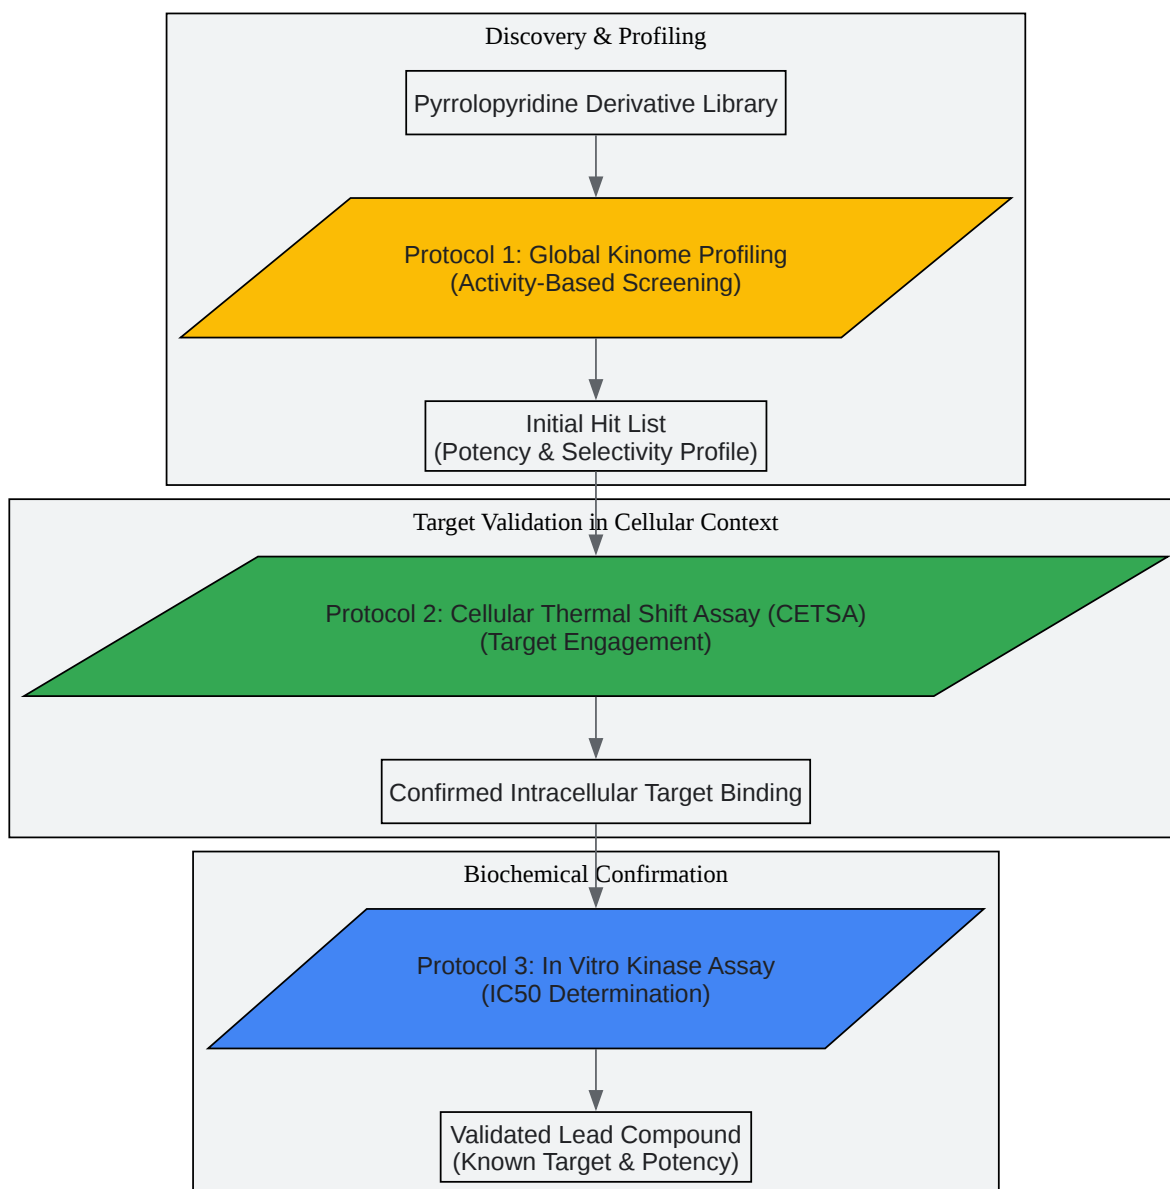 Discovery & Profiling
Pyrrolopyridine Derivative Library
Protocol 1: Global Kinome Profiling
(Activity-Based Screening)
Initial Hit List
(Potency & Selectivity Profile)
Target Validation in Cellular Context
Protocol 2: Cellular Thermal Shift Assay (CETSA)
(Target Engagement)
Confirmed Intracellular Target Binding
Biochemical Confirmation
Protocol 3: In Vitro Kinase Assay
(IC50 Determination)
Validated Lead Compound
(Known Target & Potency)